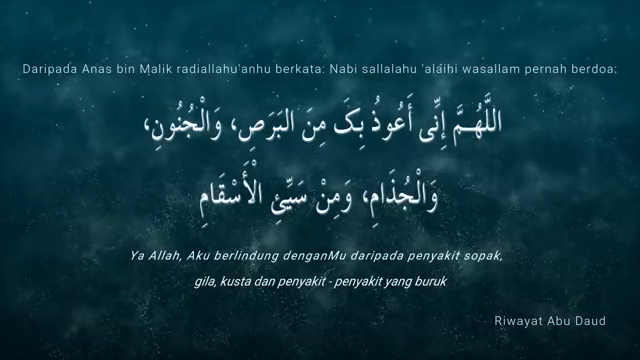 Daripada Anas bin Malik radiallahu'anhu berkata: Nabi sallalahu 'alaihi wasallam pernah berdoa:
اللَّهُمَّ إِنِّى أَعُوذُ بِكَ مِنَ البَرَصِ، وَالْجُنُونِ،
وَالْجُذَامِ، وَمِنْ سَيِّئِ الْأَسْقَامِ
Ya Allah, Aku berlindung denganMu daripada penyakit sopak,
gila, kusta dan penyakit - penyakit yang buruk
Riwayat Abu Daud